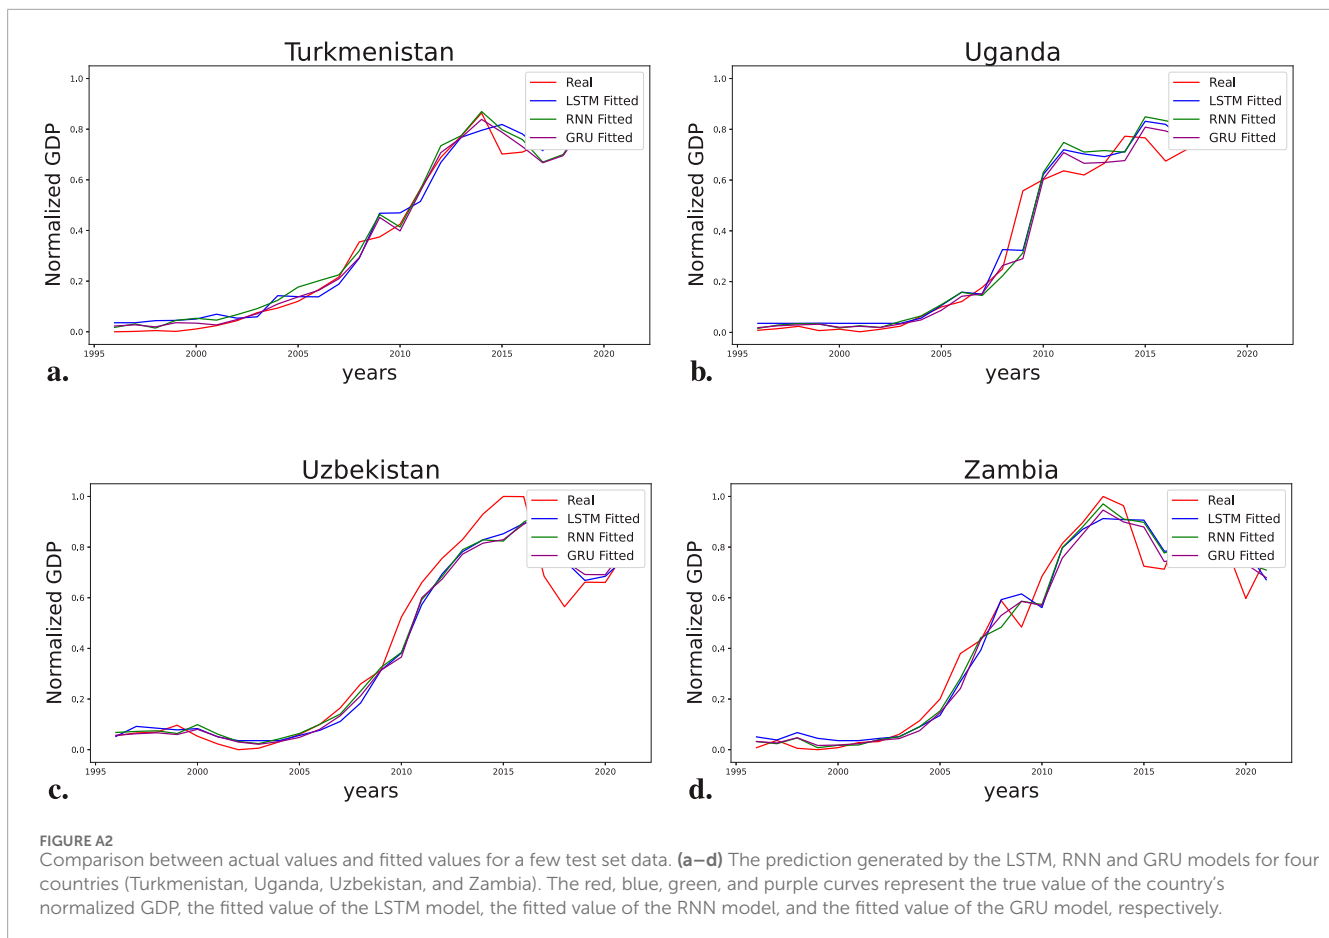 Turkmenistan
Normalized GDP
1.0
0.8
0.6
0.4
0.2
0.0
Real
LSTM Fitted
RNN Fitted
GRU Fitted
1995 2000 2005 2010 2015 2020
a.
years
Uganda
Normalized GDP
1.0
0.8
0.6
0.4
0.2
0.0
Real
LSTM Fitted
RNN Fitted
GRU Fitted
1995 2000 2005 2010 2015 2020
b.
years
Uzbekistan
Normalized GDP
1.0
0.8
0.6
0.4
0.2
0.0
Real
LSTM Fitted
RNN Fitted
GRU Fitted
1995 2000 2005 2010 2015 2020
c.
years
Zambia
Normalized GDP
1.0
0.8
0.6
0.4
0.2
0.0
Real
LSTM Fitted
RNN Fitted
GRU Fitted
1995 2000 2005 2010 2015 2020
d.
years
FIGURE A2
Comparison between actual values and fitted values for a few test set data. (a–d) The prediction generated by the LSTM, RNN and GRU models for four
countries (Turkmenistan, Uganda, Uzbekistan, and Zambia). The red, blue, green, and purple curves represent the true value of the country's
normalized GDP, the fitted value of the LSTM model, the fitted value of the RNN model, and the fitted value of the GRU model, respectively.